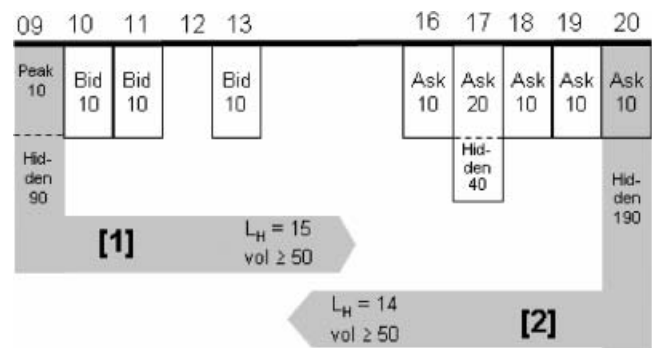 09 10 11 12 13 16 17 18 19 20
Peak
10
Bid
10
Bid
10
Bid
10
Ask
10
Ask
20
Ask
10
Ask
10
Ask
10
Hid-
den
90
Hid-
den
40
Hid-
den
190
[1]
L_H = 15
vol ≥ 50
L_H = 14
vol ≥ 50
[2]